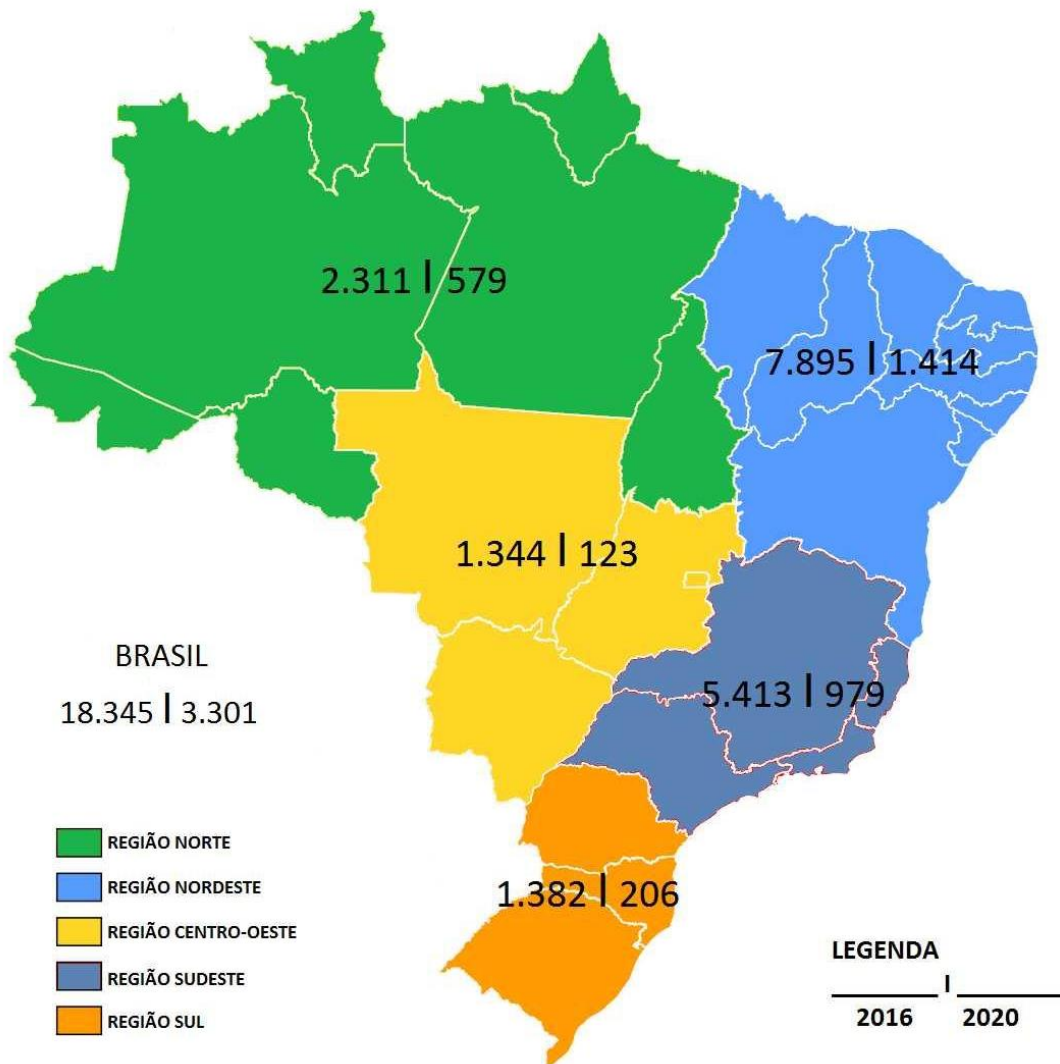 2.311 | 579
7.895 | 1.414
1.344 | 123
BRASIL
18.345 | 3.301
5.413 | 979
1.382 | 206
REGIÃO NORTE
REGIÃO NORDESTE
REGIÃO CENTRO-OESTE
REGIÃO SUDESTE
REGIÃO SUL
LEGENDA
|
2016 2020